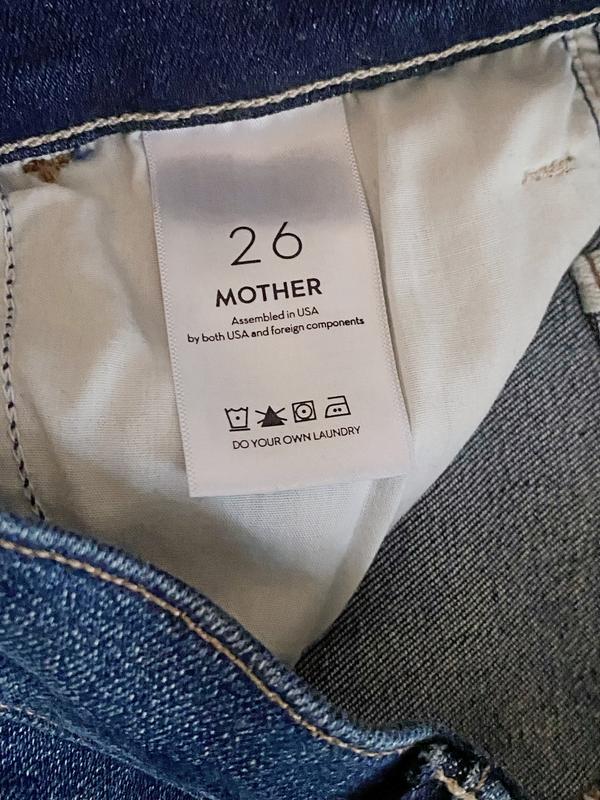 26
MOTHER
Assembled in USA
by both USA and foreign components
DO YOUR OWN LAUNDRY